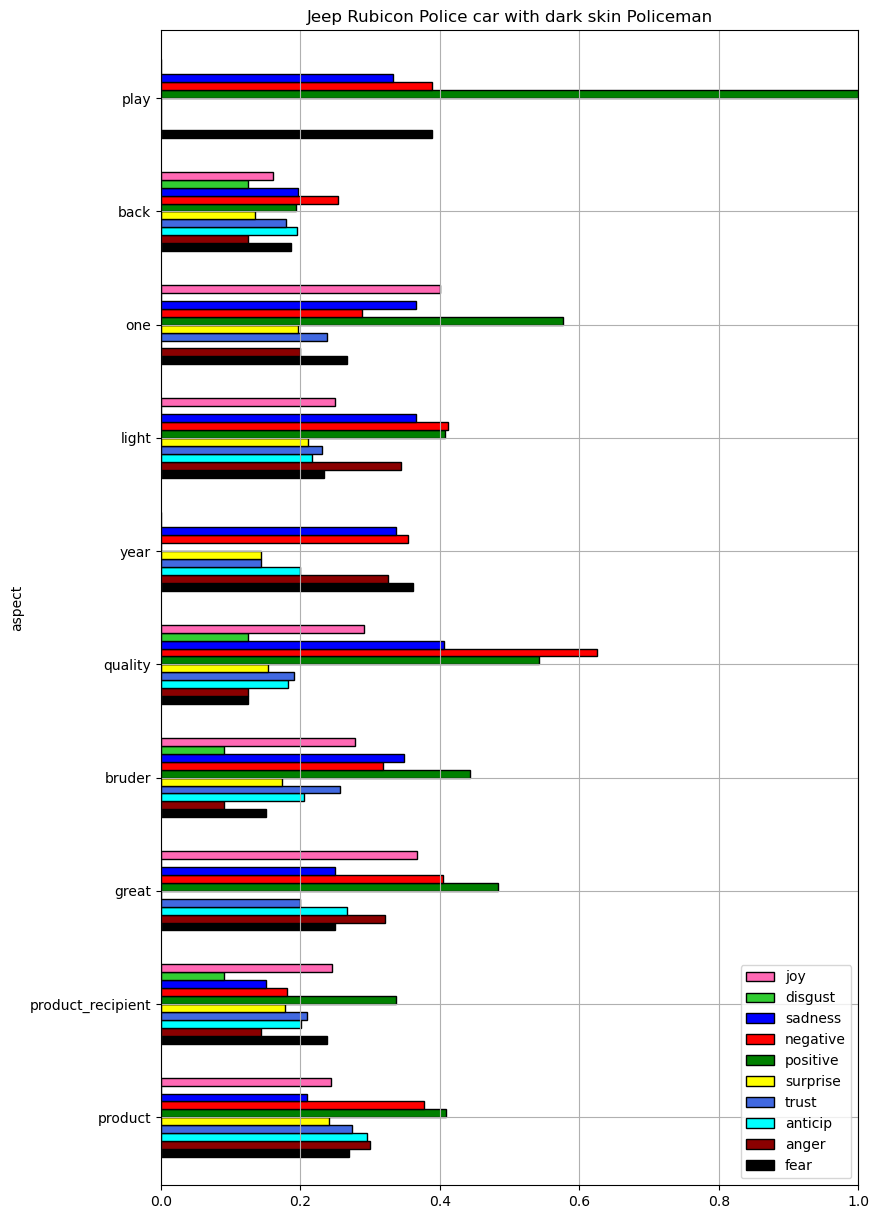 Jeep Rubicon Police car with dark skin Policeman
play
back
one
light
year
aspect
quality
bruder
great
product_recipient
product
joy
disgust
sadness
negative
positive
surprise
trust
anticip
anger
fear
0.0 0.2 0.4 0.6 0.8 1.0